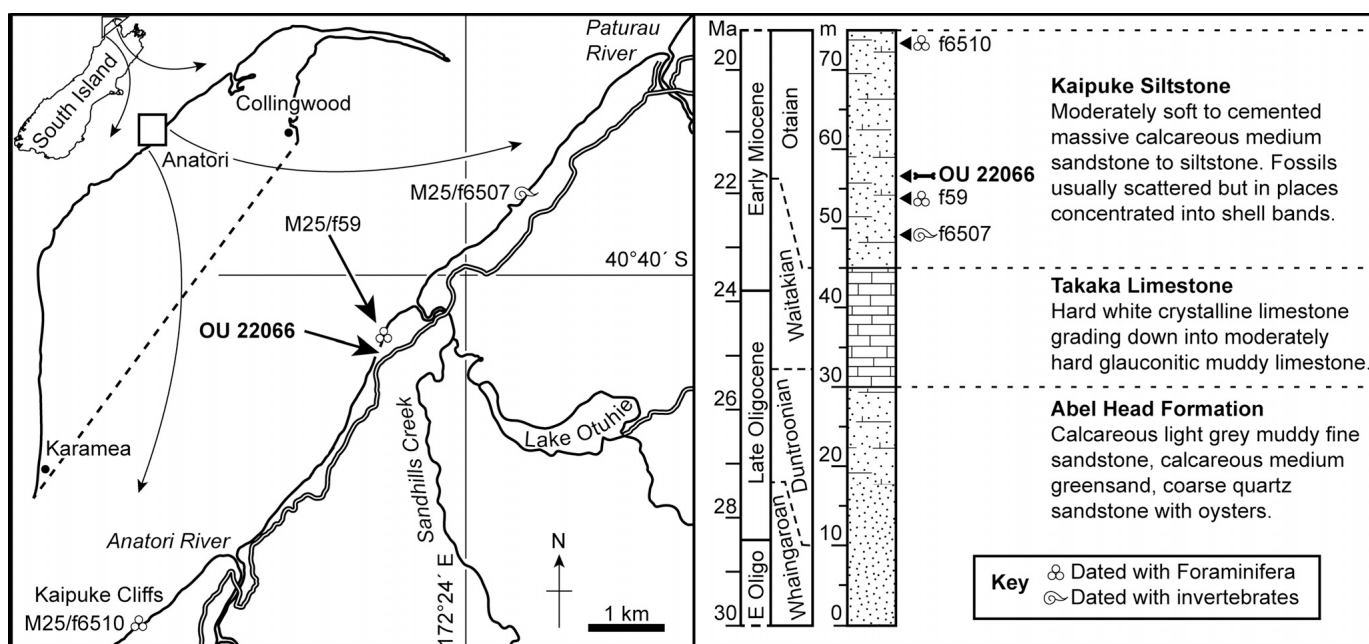 South Island
Collingwood
Anatori
Karamea
Paturau
River
M25/f6507
M25/f59
40°40´ S
OU 22066
Lake Otuhie
Sandhills Creek
Anatori River
Kaipuke Cliffs
M25/f6510
172°24´ E
N
1 km
Ma
20
22
24
26
28
30
Early Miocene
Late Oligocene
E Oligo
Otaian
Waitakian
Duntroonian
Whaingaroan
m
70
60
50
40
30
20
10
0
f6510
OU 22066
f59
f6507
Kaipuke Siltstone
Moderately soft to cemented
massive calcareous medium
sandstone to siltstone. Fossils
usually scattered but in places
concentrated into shell bands.
Takaka Limestone
Hard white crystalline limestone
grading down into moderately
hard glauconitic muddy limestone.
Abel Head Formation
Calcareous light grey muddy fine
sandstone, calcareous medium
greensand, coarse quartz
sandstone with oysters.
Key
Dated with Foraminifera
Dated with invertebrates